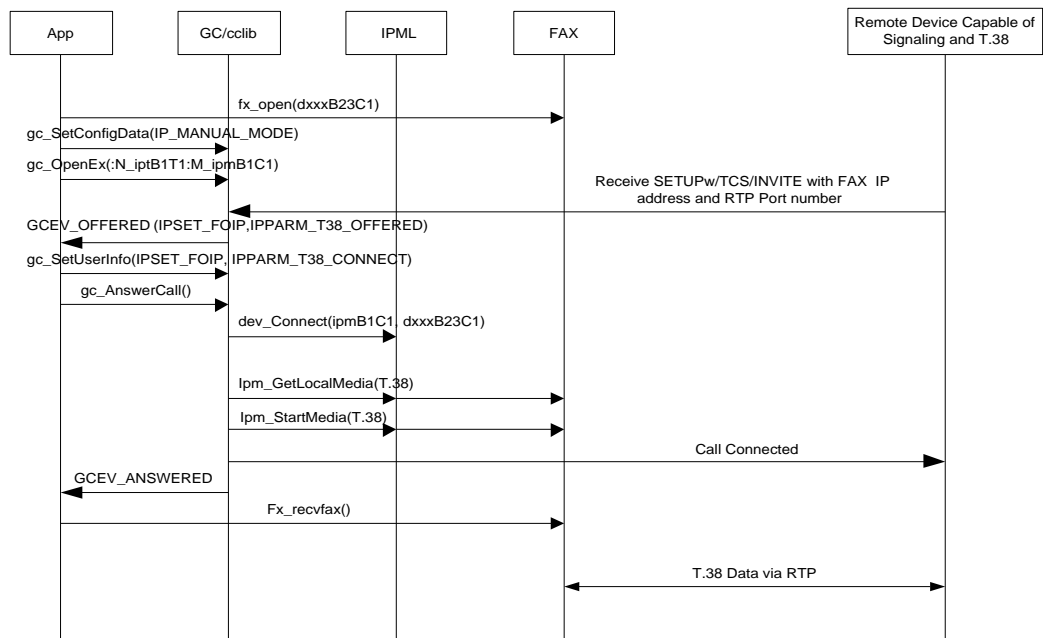 App
GC/cclib
IPML
FAX
Remote Device Capable of
Signaling and T.38
fx_open(dxxxB23C1)
gc_SetConfigData(IP_MANUAL_MODE)
gc_OpenEx(:N_iptB1T1:M_ipmB1C1)
Receive SETUPw/TCS/INVITE with FAX IP
address and RTP Port number
GCEV_OFFERED (IPSET_FOIP,IPPARM_T38_OFFERED)
gc_SetUserInfo(IPSET_FOIP, IPPARM_T38_CONNECT)
gc_AnswerCall()
dev_Connect(ipmB1C1, dxxxB23C1)
Ipm_GetLocalMedia(T.38)
Ipm_StartMedia(T.38)
Call Connected
GCEV_ANSWERED
Fx_recvfax()
T.38 Data via RTP